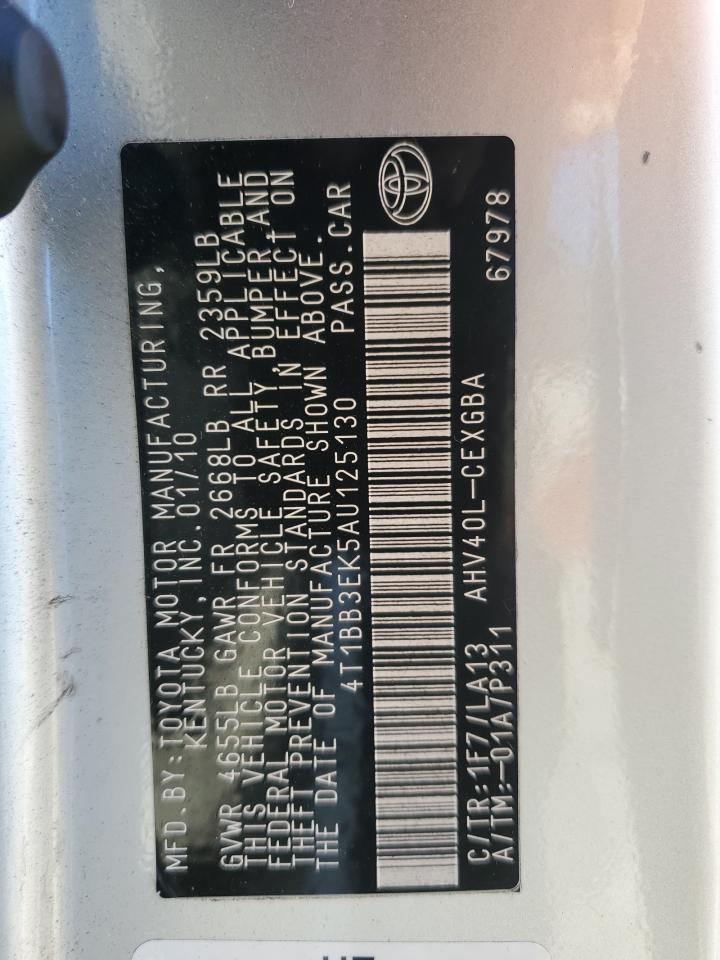 MFD.BY:TOYOTA MOTOR MANUFACTURING,
KENTUCKY, INC.01/10
GVWR 4655LB GAWR FR 2668LB RR 2359LB
THIS VEHICLE CONFORMS TO ALL APPLICABLE
FEDERAL MOTOR VEHICLE SAFETY, BUMPER AND
THEFT PREVENTION STANDARDS IN EFFECT ON
THE DATE OF MANUFACTURE SHOWN ABOVE.
4T1BB3EK5AU125130 PASS.CAR
C/TR:1F7/LA13 AHV40L-CEXGBA 67978
A/TM:-01A/P311